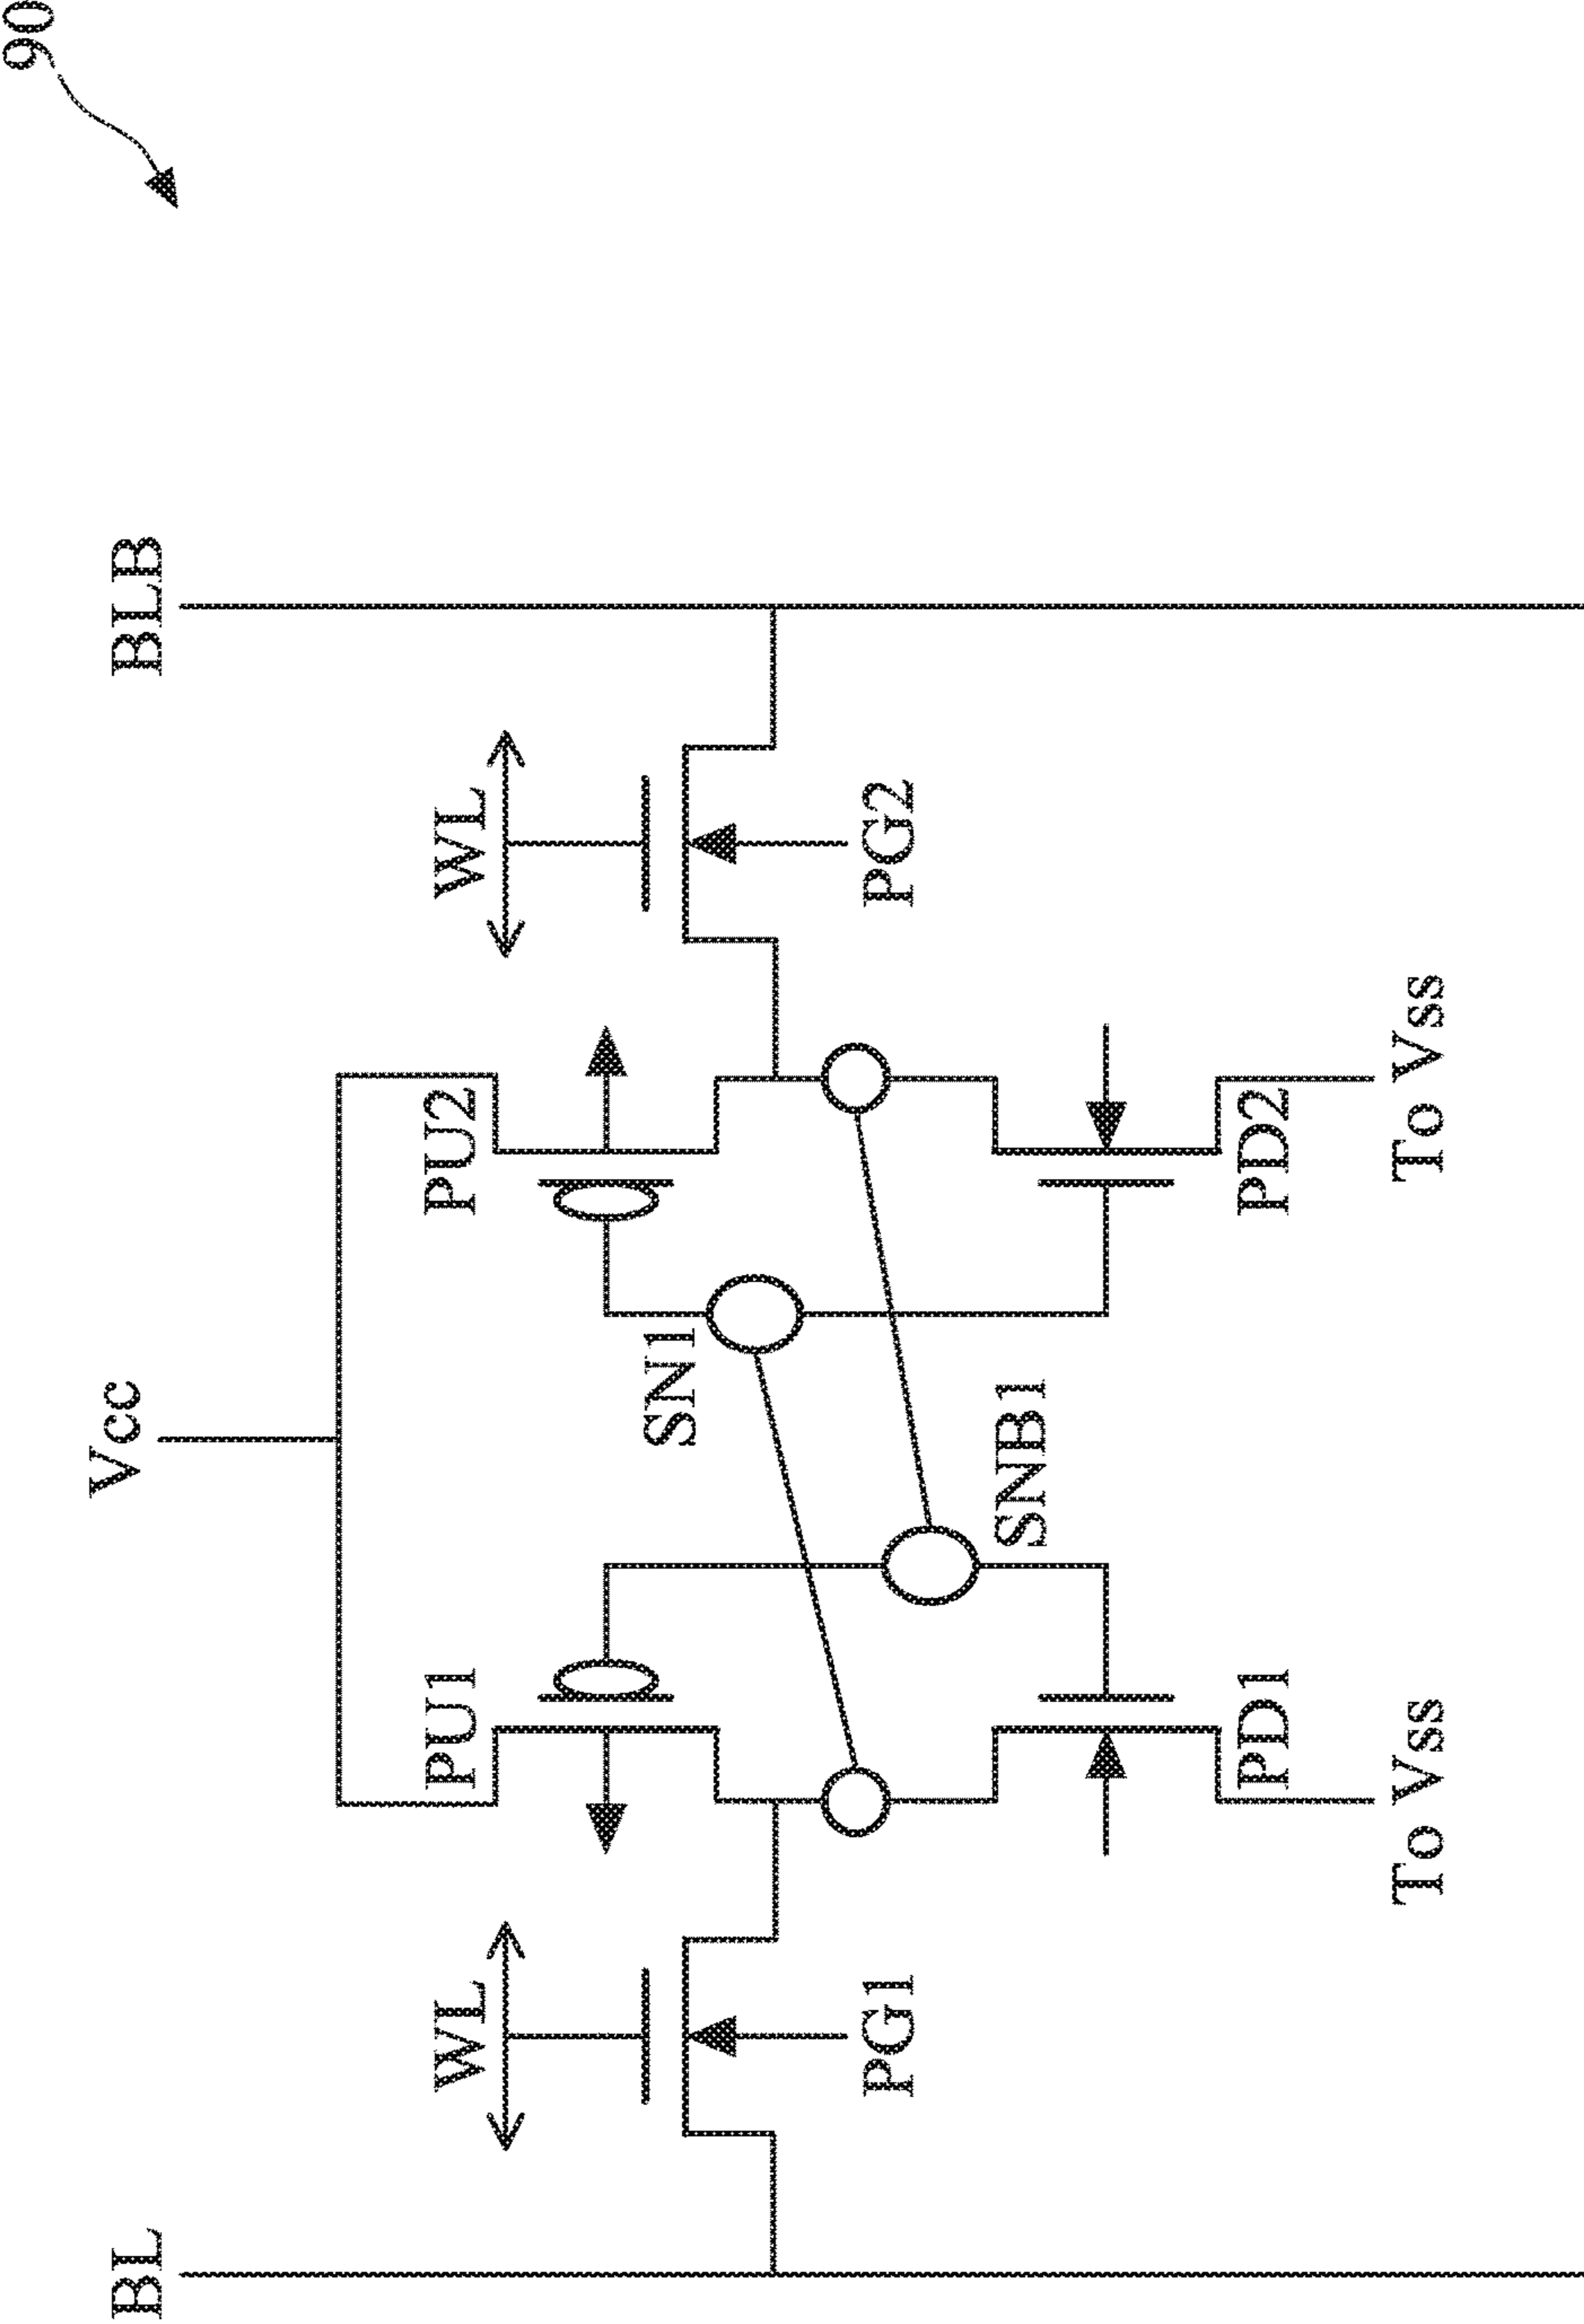 90
BL
Vcc
BLB
WL
PU1
PU2
WL
SN1
PG1
PG2
SNB1
PD1
PD2
To Vss
To Vss